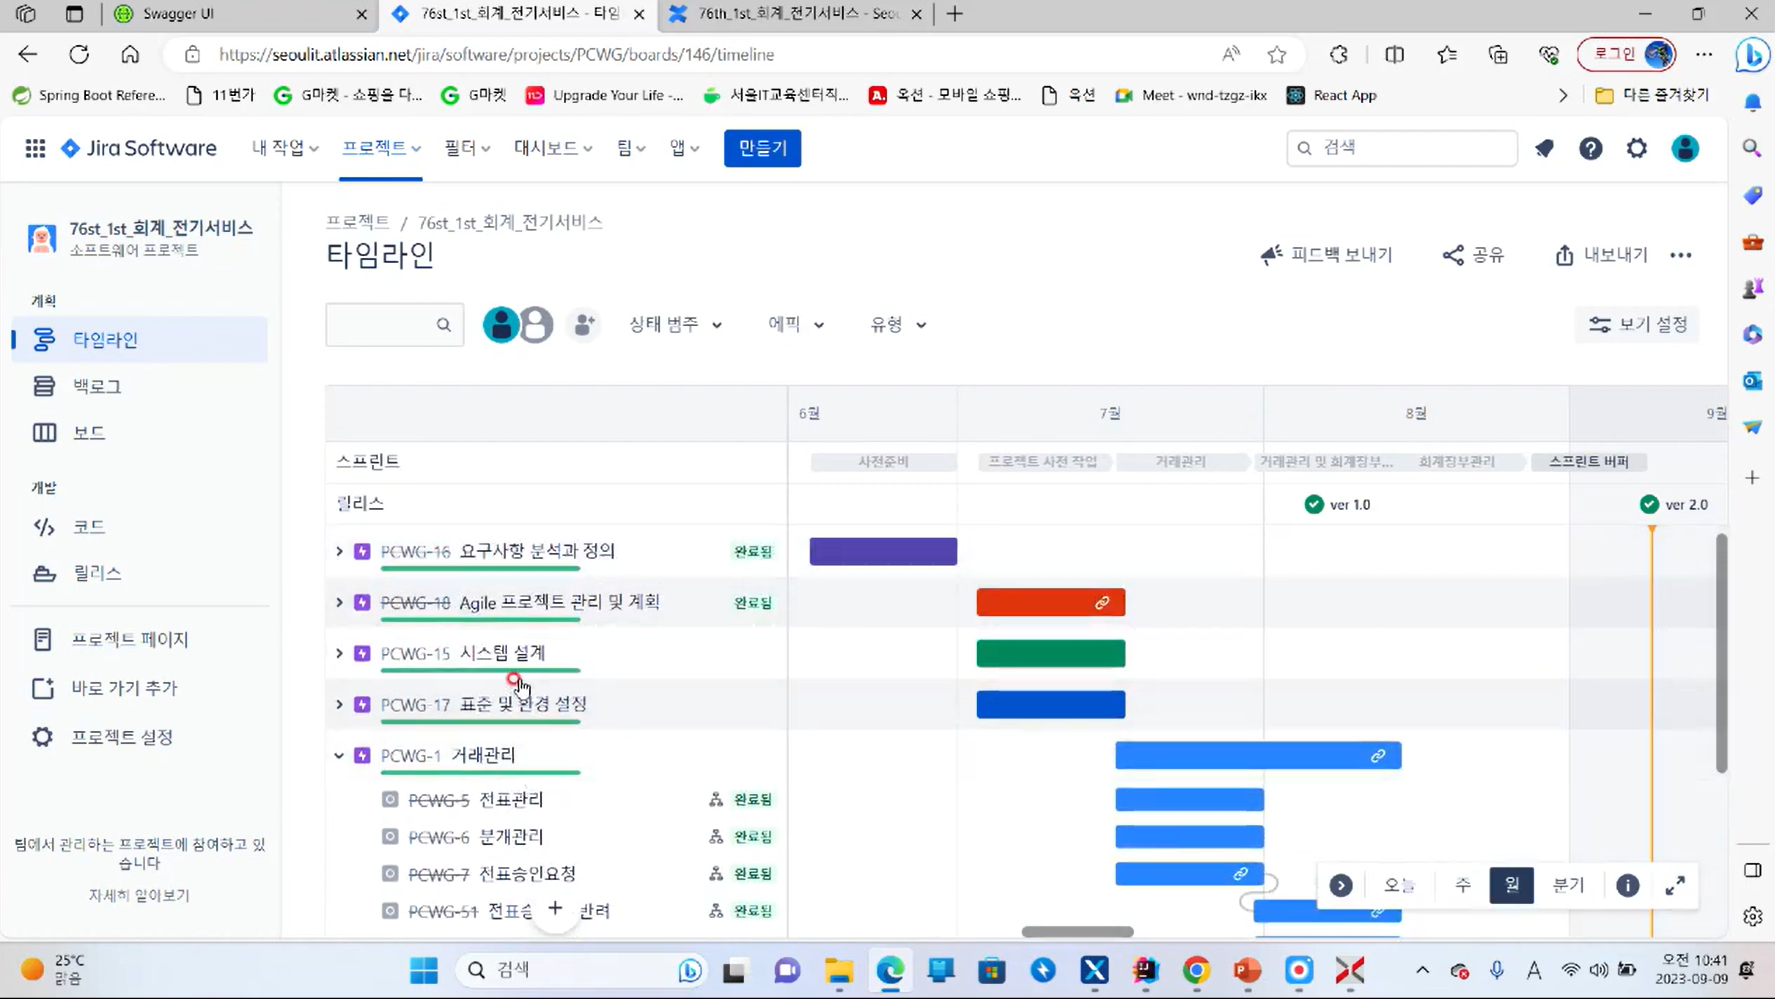 Swagger UI
76st_1st_회계_전기서비스 - 타임
76th_1st_회계_전기서비스 - Seou
https://seoulit.atlassian.net/jira/software/projects/PCWG/boards/146/timeline
로그인
Spring Boot Refere...
11번가
G마켓 - 쇼핑을 다...
G마켓
Upgrade Your Life -...
서울IT교육센터직...
옥션 - 모바일 쇼핑...
옥션
Meet - wnd-tzgz-ikx
React App
다른 즐겨찾기
Jira Software
내 작업
프로젝트
필터
대시보드
팀
앱
만들기
검색
76st_1st_회계_전기서비스
소프트웨어 프로젝트
계획
타임라인
백로그
보드
개발
코드
릴리스
프로젝트 페이지
바로 가기 추가
프로젝트 설정
팀에서 관리하는 프로젝트에 참여하고 있
습니다
자세히 알아보기
프로젝트 / 76st_1st_회계_전기서비스
타임라인
피드백 보내기
공유
내보내기
상태 범주
에픽
유형
보기 설정
6월
7월
8월
9월
스프린트
사전준비
프로젝트 사전 작업
거래관리
거래관리 및 회계장부...
회계장부관리
스프린트 버퍼
릴리스
ver 1.0
ver 2.0
PCWG-16 요구사항 분석과 정의 완료됨
PCWG-18 Agile 프로젝트 관리 및 계획 완료됨
PCWG-15 시스템 설계
PCWG-17 표준 및 환경 설정
PCWG-1 거래관리
PCWG-5 전표관리 완료됨
PCWG-6 분개관리 완료됨
PCWG-7 전표승인요청 완료됨
PCWG-51 전표승 반려 완료됨
오늘
주
월
분기
25°C
맑음
검색
A
오전 10:41
2023-09-09